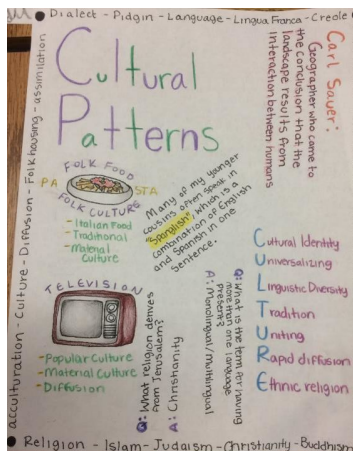 Dialect - Pidgin - Language - Lingua Franca - Creole
acculturation - Culture - Diffusion - Folk housing - assimilation
Cultural
Patterns
Carl Sauer:
Geographer who came to
the conclusion that the
landscape results from
interaction between humans
FOLK FOOD
PASTA
FOLK CULTURE
- Italian Food
- Traditional
- Material
Culture
Many of my younger
cousins often speak in
"Spanglish", which is a
combination of English
and Spanish in one
sentence.
TELEVISION
- Popular Culture
- Material Culture
- Diffusion
Q: What religion derives
from Jerusalem?
A: Christianity
Q: What is the term for having
more than one language
present?
A: Monolingual/Multilingual
Cultural Identity
Universalizing
Linguistic Diversity
Tradition
Uniting
Rapid diffusion
Ethnic religion
Religion - Islam - Judaism - Christianity - Buddhism